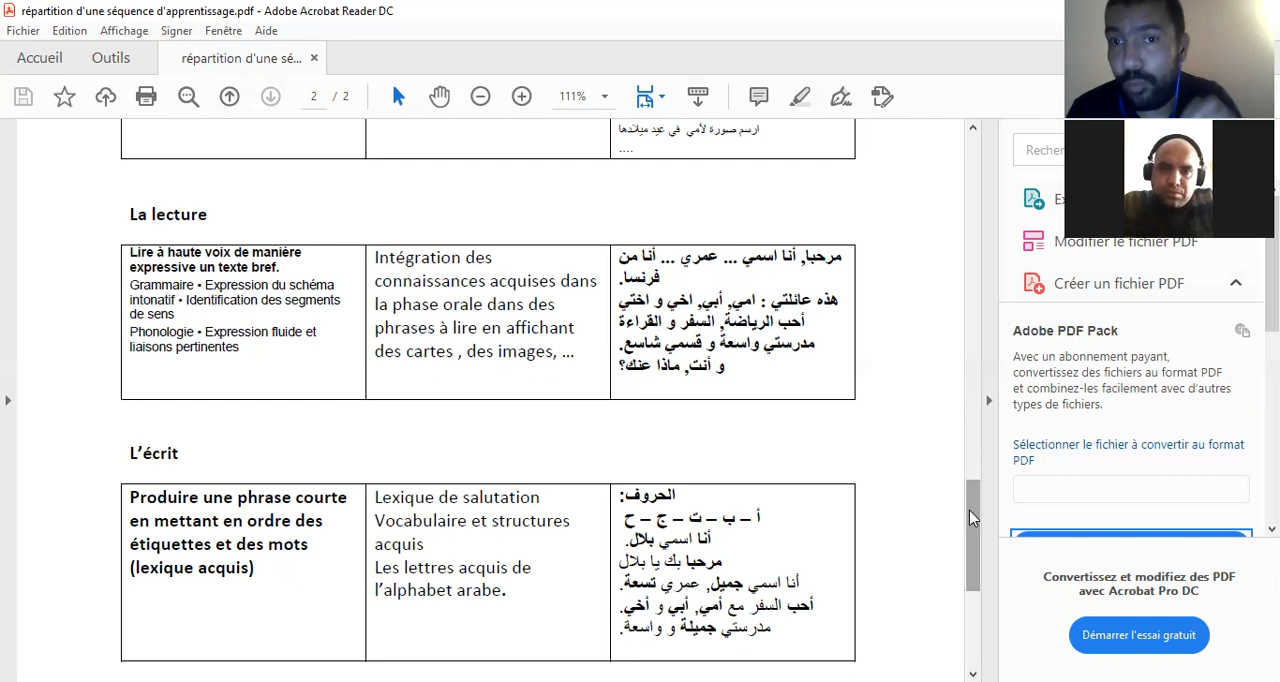 répartition d'une séquence d'apprentissage.pdf - Adobe Acrobat Reader DC
Fichier Edition Affichage Signer Fenêtre Aide
Accueil Outils répartition d'une sé... ×
2 / 2 111%
ارسم صورة لأمي في عيد ميلادها
....
La lecture
Lire à haute voix de manière
expressive un texte bref.
Grammaire • Expression du schéma
intonatif • Identification des segments
de sens
Phonologie • Expression fluide et
liaisons pertinentes
Intégration des
connaissances acquises dans
la phase orale dans des
phrases à lire en affichant
des cartes , des images, ...
مرحبا, أنا اسمي ... عمري ... أنا من
فرنسا.
هذه عائلتي : امي, أبي, اخي و اختي
أحب الرياضة, السفر و القراءة
مدرستي واسعة و قسمي شاسع.
و أنت, ماذا عنك؟
L'écrit
Produire une phrase courte
en mettant en ordre des
étiquettes et des mots
(lexique acquis)
Lexique de salutation
Vocabulaire et structures
acquis
Les lettres acquis de
l'alphabet arabe.
الحروف:
أ – ب – ت – ج – ح
أنا اسمي بلال.
مرحبا بك يا بلال
أنا اسمي جميل, عمري تسعة.
أحب السفر مع أمي, أبي و أخي.
مدرستي جميلة و واسعة.
Recher
Ex
Modifier le fichier PDF
Créer un fichier PDF
Adobe PDF Pack
Avec un abonnement payant,
convertissez des fichiers au format PDF
et combinez-les facilement avec d'autres
types de fichiers.
Sélectionner le fichier à convertir au format
PDF
Convertissez et modifiez des PDF
avec Acrobat Pro DC
Démarrer l'essai gratuit